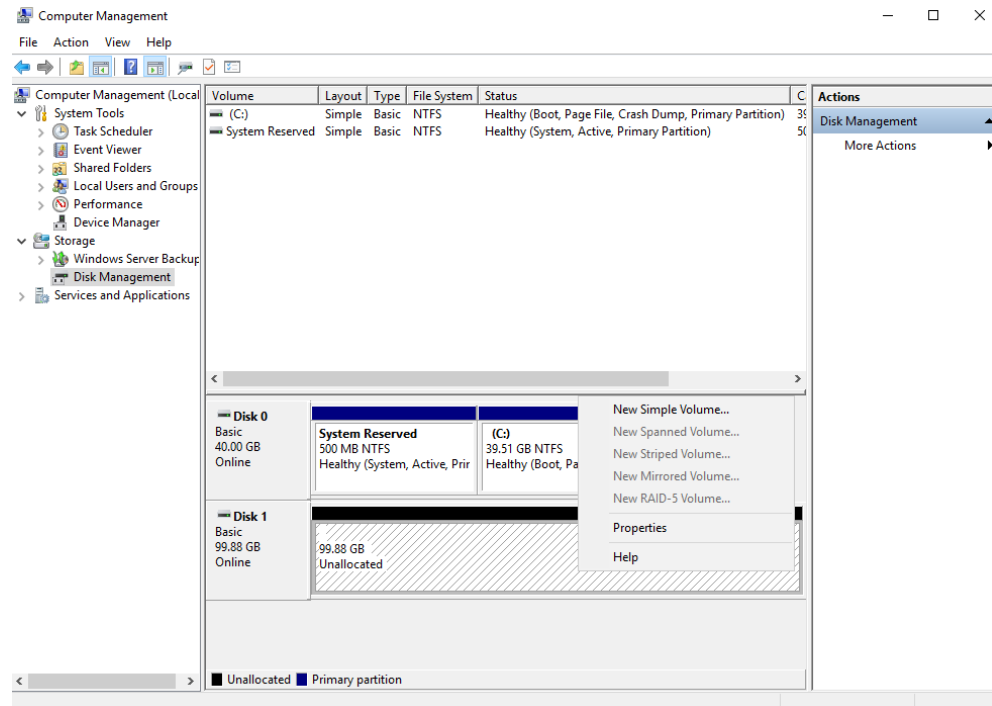 Computer Management
File Action View Help
Computer Management (Local
System Tools
Task Scheduler
Event Viewer
Shared Folders
Local Users and Groups
Performance
Device Manager
Storage
Windows Server Backup
Disk Management
Services and Applications
Volume Layout Type File System Status C
(C:) Simple Basic NTFS Healthy (Boot, Page File, Crash Dump, Primary Partition) 39
System Reserved Simple Basic NTFS Healthy (System, Active, Primary Partition) 50
Actions
Disk Management
More Actions
Disk 0
Basic
40.00 GB
Online
System Reserved
500 MB NTFS
Healthy (System, Active, Prir
(C:)
39.51 GB NTFS
Healthy (Boot, Pa
New Simple Volume...
New Spanned Volume...
New Striped Volume...
New Mirrored Volume...
New RAID-5 Volume...
Properties
Help
Disk 1
Basic
99.88 GB
Online
99.88 GB
Unallocated
Unallocated Primary partition